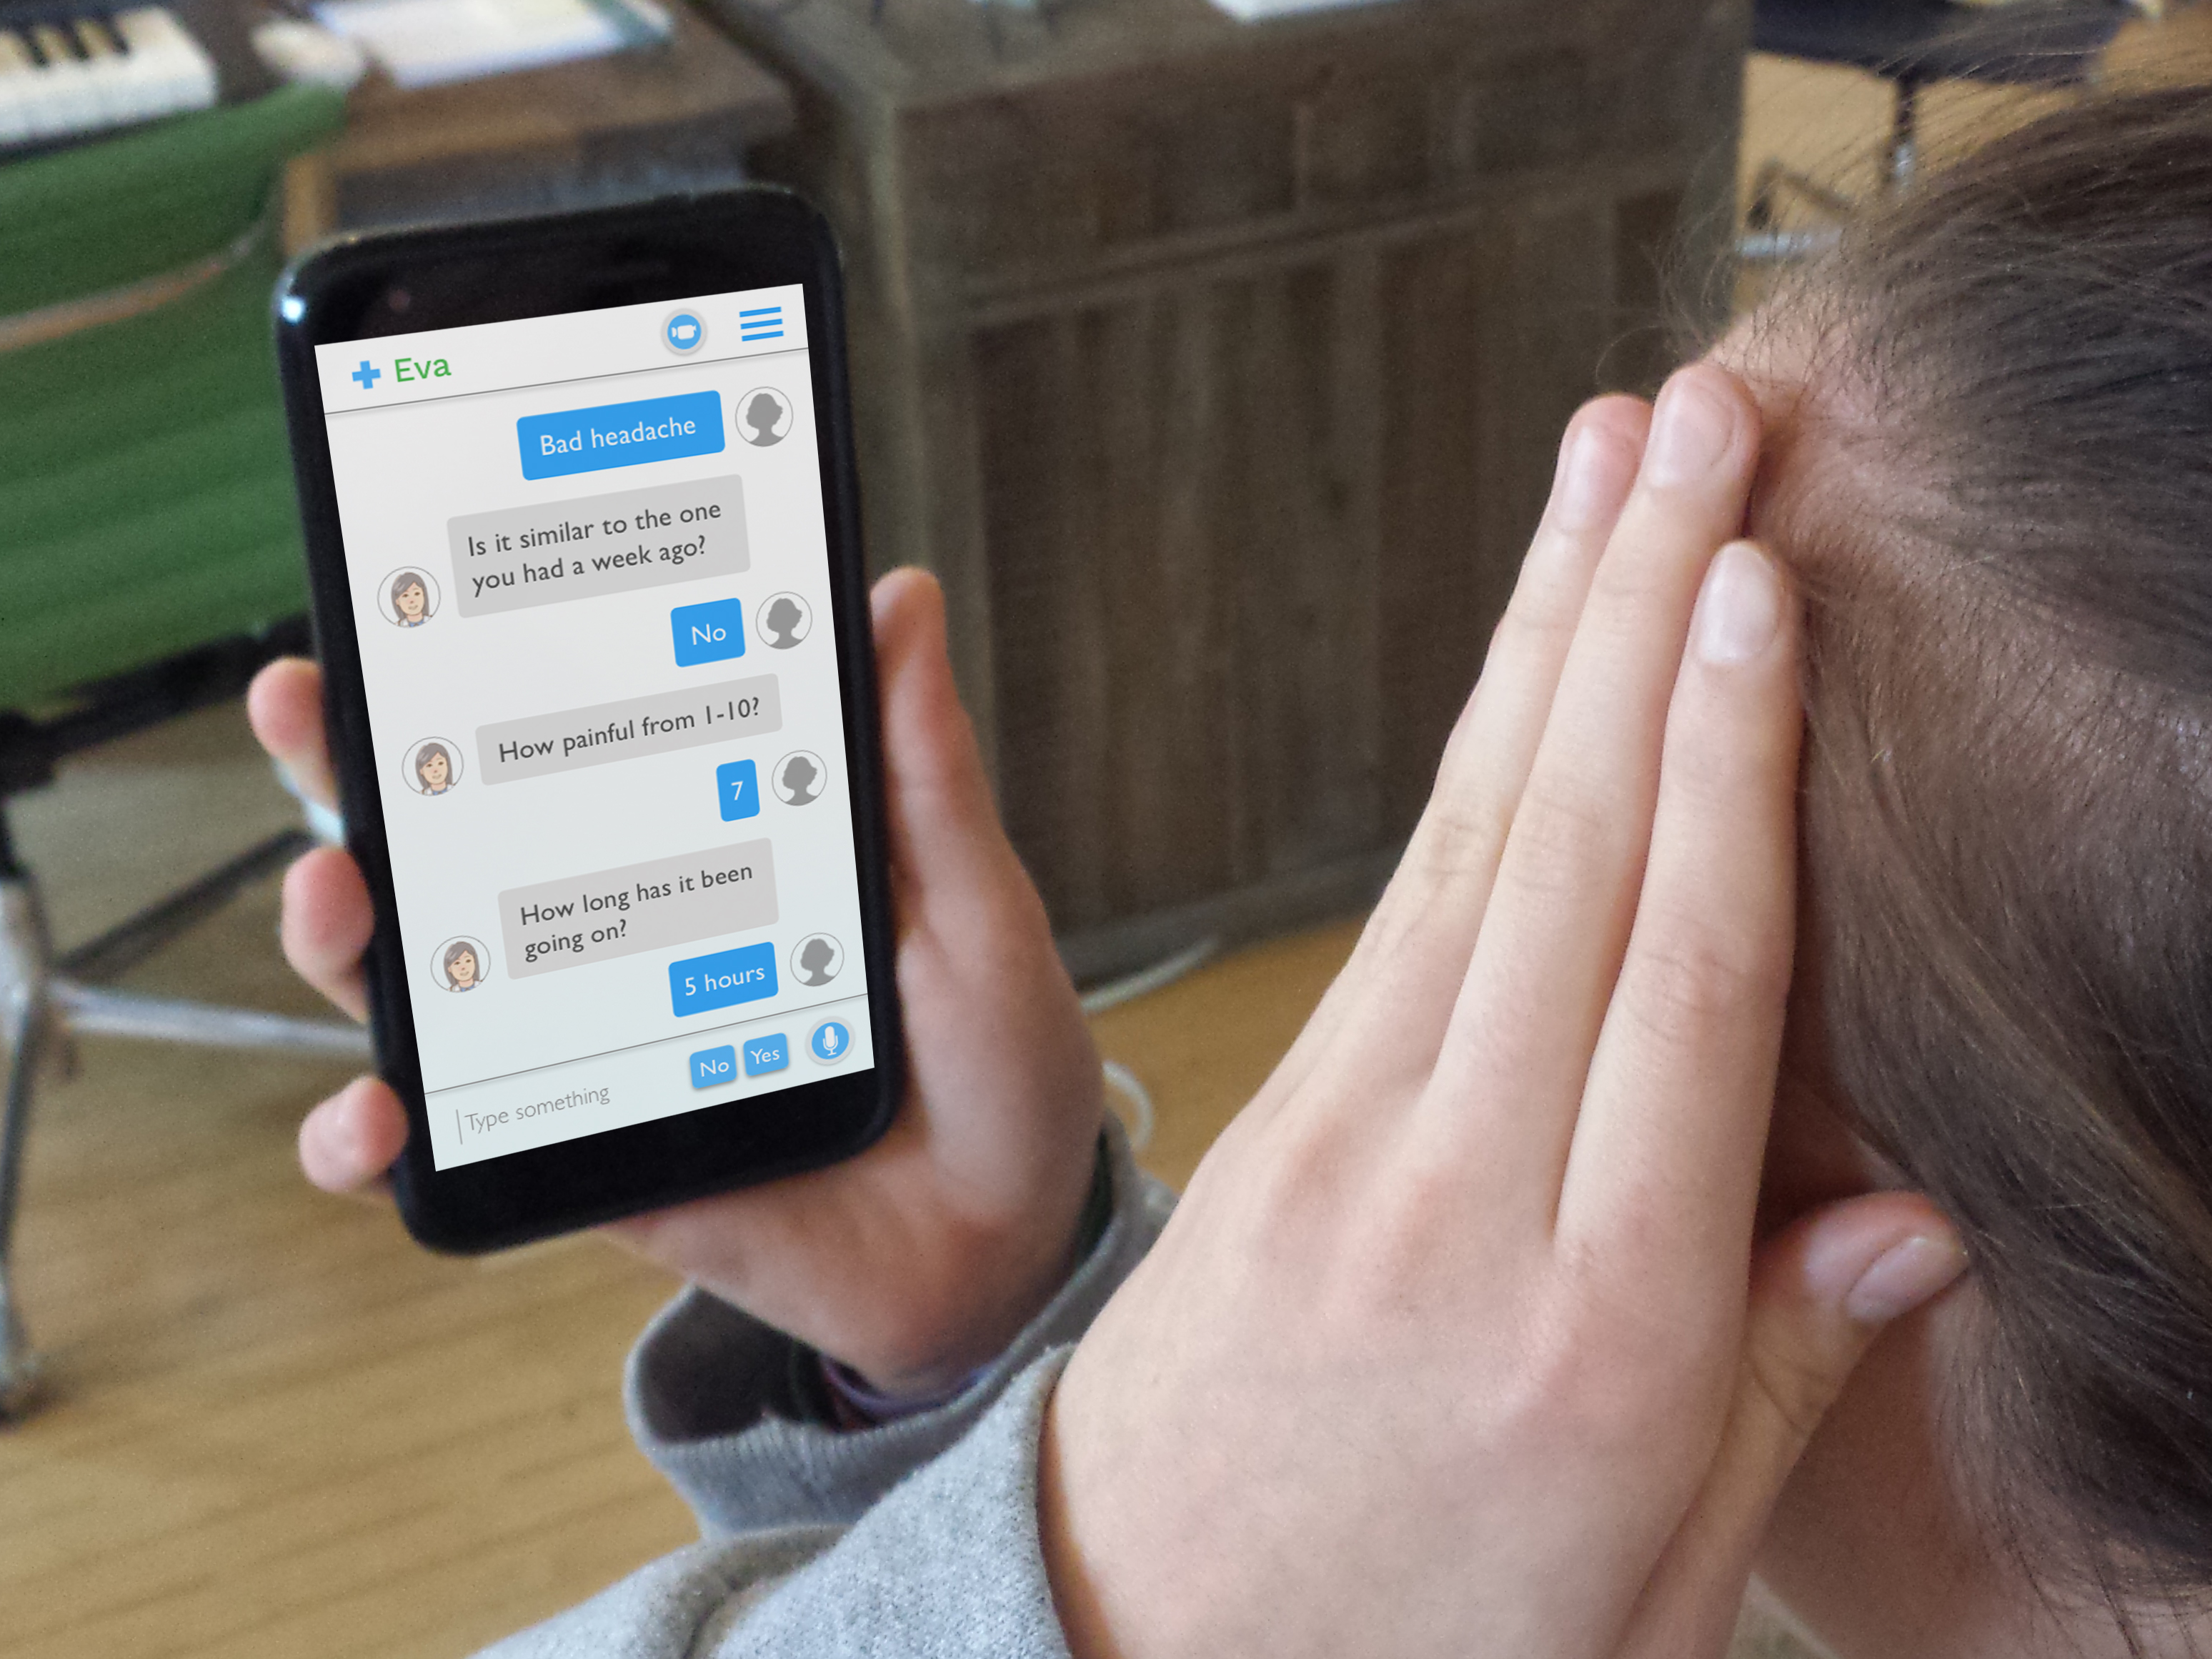 Eva
Bad headache
Is it similar to the one
you had a week ago?
No
How painful from 1-10?
7
How long has it been
going on?
5 hours
Type something
No
Yes